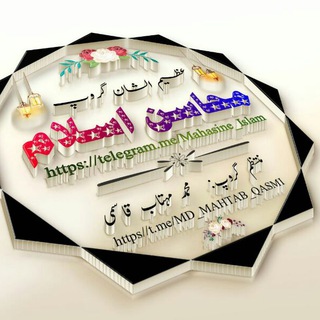 عظیم الشان گروپ
محاسن اسلام
https://telegram.me/Mahasine_Islam
منتظم گروپ: محمد مہتاب قاسمی
https//t.me/MD_MAHTAB_QASMI